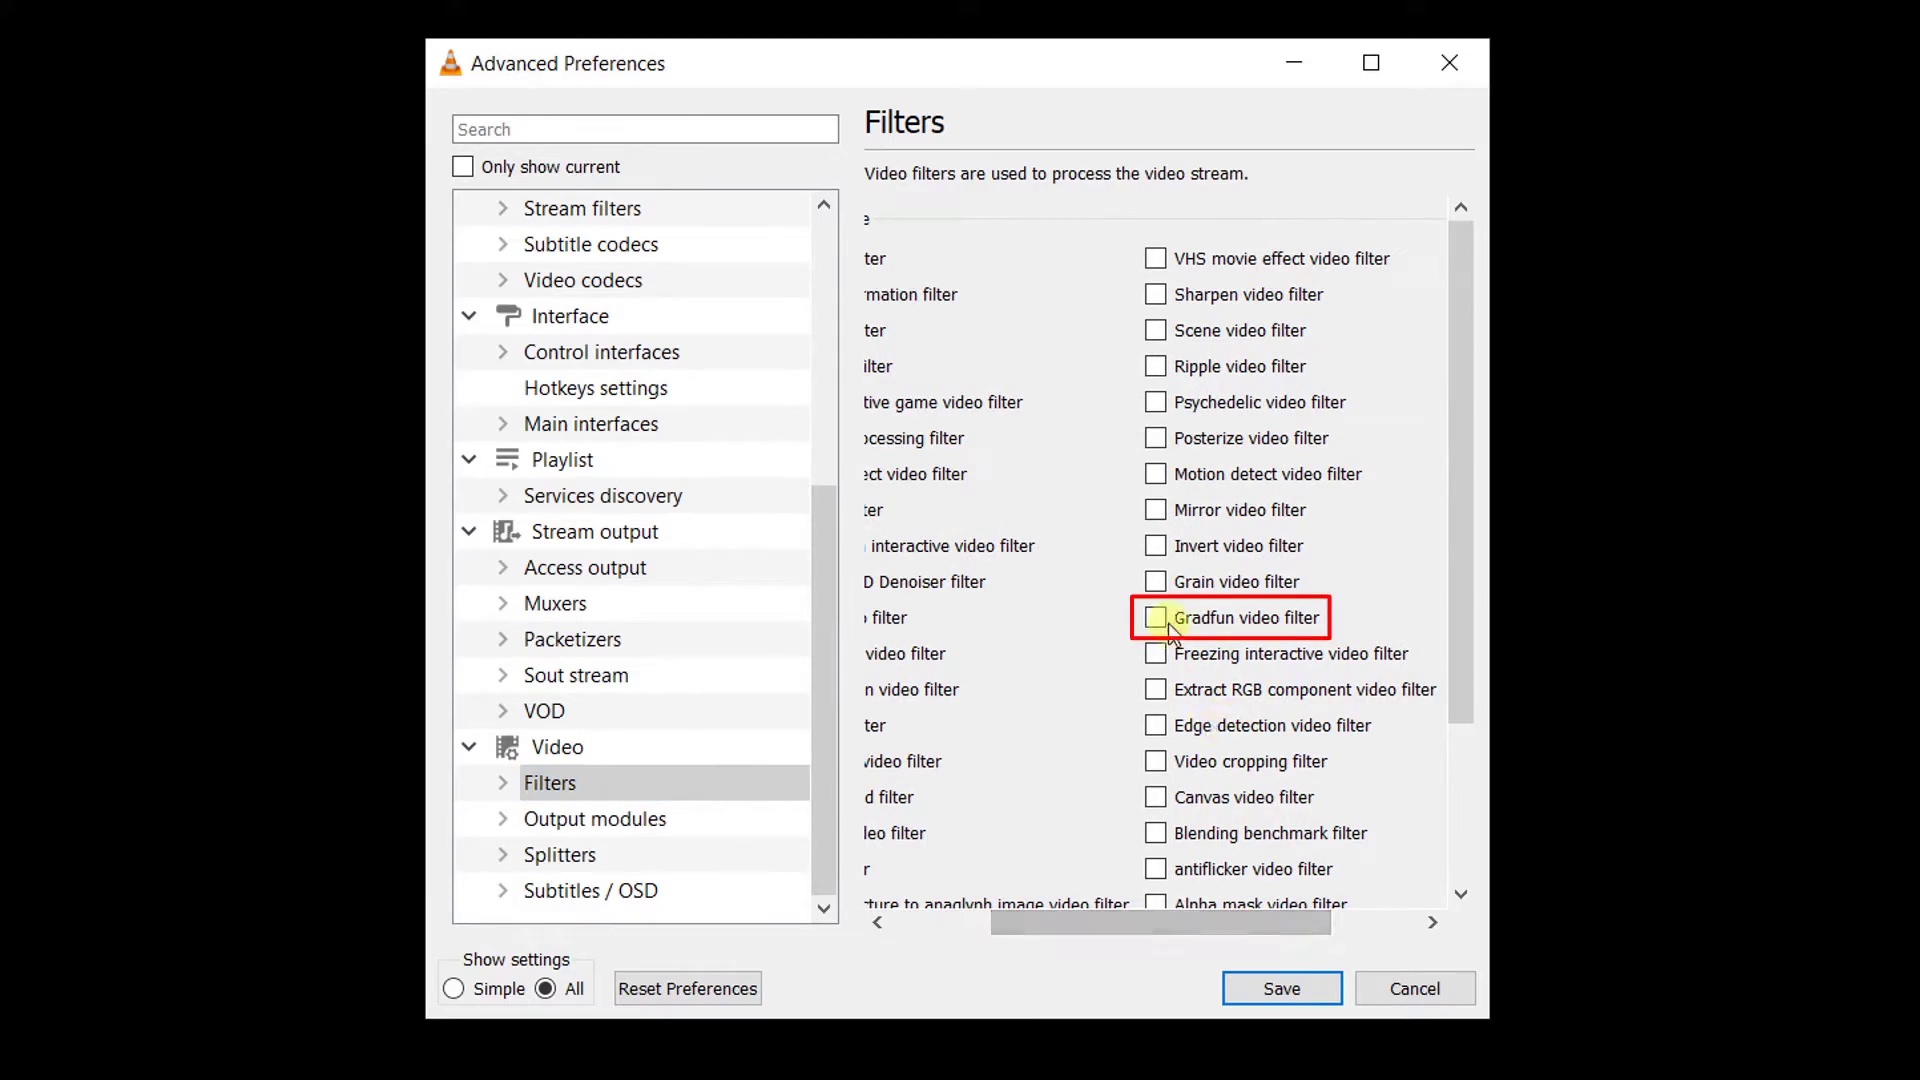 Advanced Preferences
Search
Only show current
Stream filters
Subtitle codecs
Video codecs
Interface
Control interfaces
Hotkeys settings
Main interfaces
Playlist
Services discovery
Stream output
Access output
Muxers
Packetizers
Sout stream
VOD
Video
Filters
Output modules
Splitters
Subtitles / OSD
Show settings
Simple
All
Reset Preferences
Filters
Video filters are used to process the video stream.
e
ter
rmation filter
ter
ilter
tive game video filter
ocessing filter
ect video filter
ter
interactive video filter
D Denoiser filter
filter
video filter
n video filter
ter
video filter
d filter
leo filter
r
cture to anaglyph image video filter
VHS movie effect video filter
Sharpen video filter
Scene video filter
Ripple video filter
Psychedelic video filter
Posterize video filter
Motion detect video filter
Mirror video filter
Invert video filter
Grain video filter
Gradfun video filter
Freezing interactive video filter
Extract RGB component video filter
Edge detection video filter
Video cropping filter
Canvas video filter
Blending benchmark filter
antiflicker video filter
Alpha mask video filter
Save
Cancel